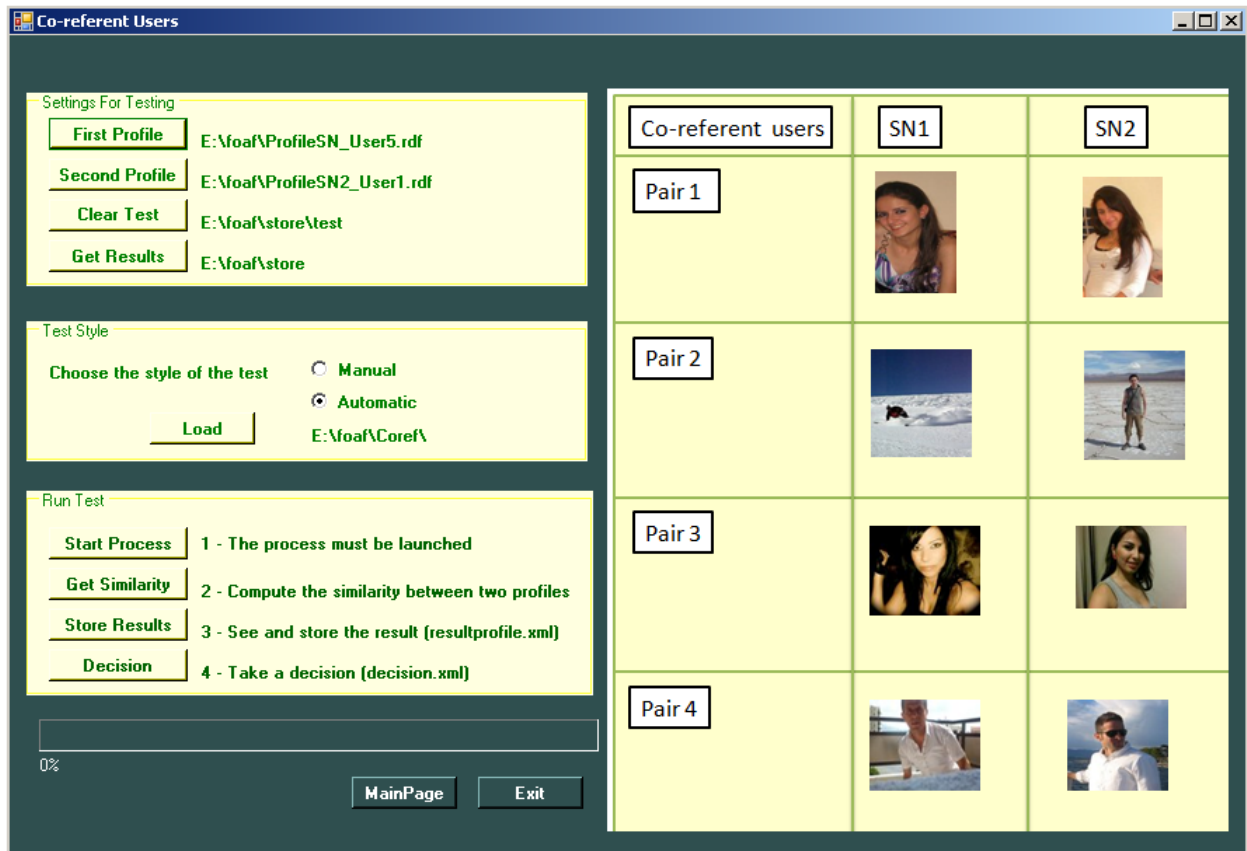 Co-referent Users
Settings For Testing
First Profile E:\foaf\ProfileSN_User5.rdf
Second Profile E:\foaf\ProfileSN2_User1.rdf
Clear Test E:\foaf\store\test
Get Results E:\foaf\store
Test Style
Choose the style of the test
Manual
Automatic
Load E:\foaf\Coref\
Run Test
Start Process 1 - The process must be launched
Get Similarity 2 - Compute the similarity between two profiles
Store Results 3 - See and store the result (resultprofile.xml)
Decision 4 - Take a decision (decision.xml)
0%
MainPage Exit
Co-referent users SN1 SN2
Pair 1
Pair 2
Pair 3
Pair 4